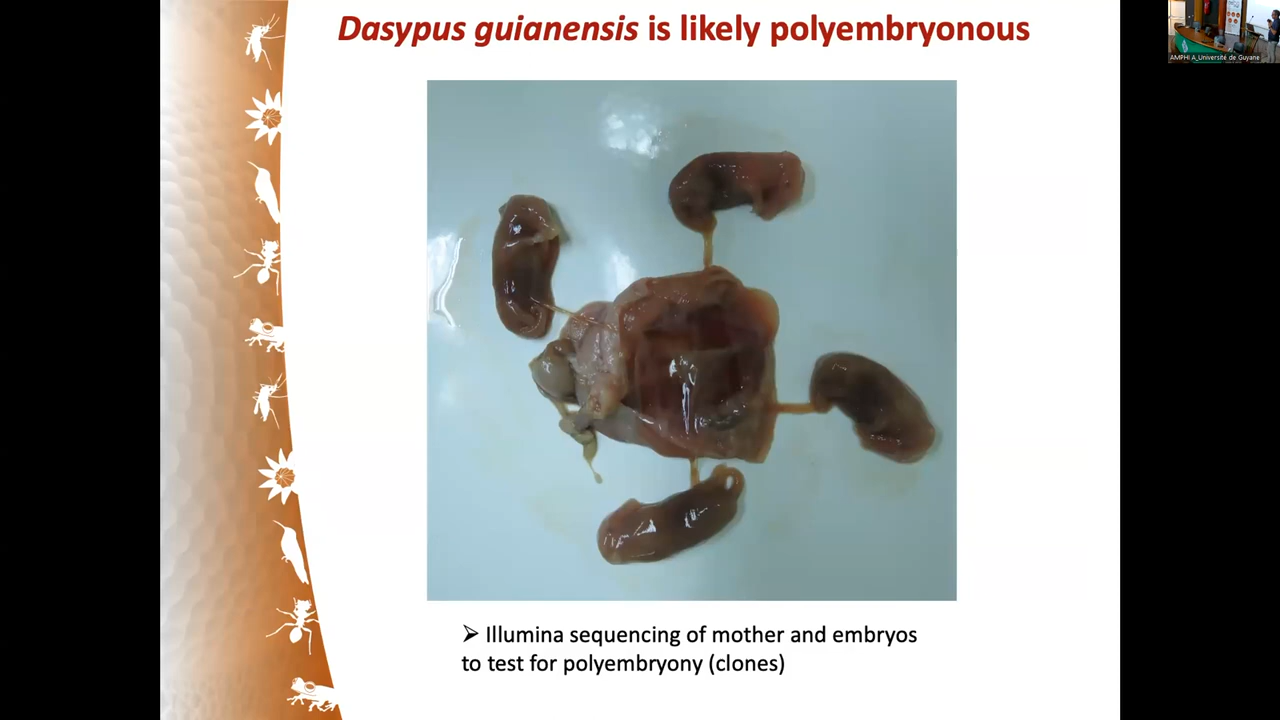 Dasypus guianensis is likely polyembryonous
AMPHI A_Université de Guyane
➤ Illumina sequencing of mother and embryos
to test for polyembryony (clones)